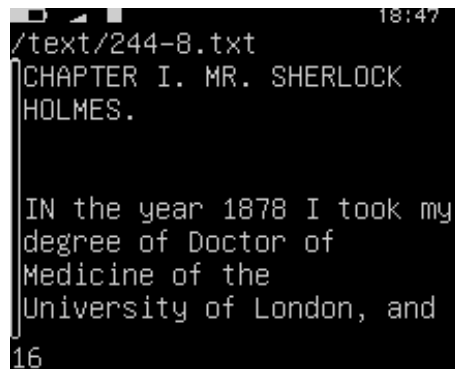 18:47
/text/244-8.txt
CHAPTER I. MR. SHERLOCK
HOLMES.
IN the year 1878 I took my
degree of Doctor of
Medicine of the
University of London, and
16